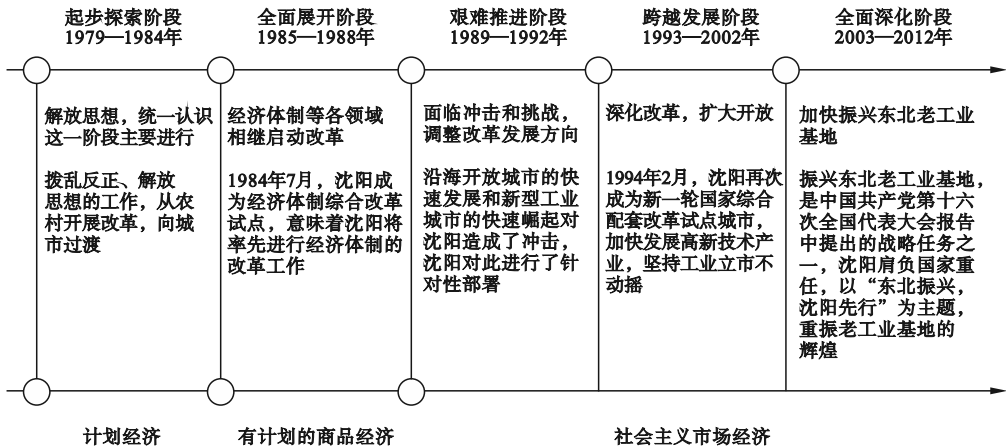 起步探索阶段
1979—1984年
全面展开阶段
1985—1988年
艰难推进阶段
1989—1992年
跨越发展阶段
1993—2002年
全面深化阶段
2003—2012年
解放思想，统一认识
这一阶段主要进行
拨乱反正、解放
思想的工作，从农
村开展改革，向城
市过渡
经济体制等各领域
相继启动改革
1984年7月，沈阳成
为经济体制综合改革
试点，意味着沈阳将
率先进行经济体制的
改革工作
面临冲击和挑战，
调整改革发展方向
沿海开放城市的快
速发展和新型工业
城市的快速崛起对
沈阳造成了冲击，
沈阳对此进行了针
对性部署
深化改革，扩大开放
1994年2月，沈阳再次
成为新一轮国家综合
配套改革试点城市，
加快发展高新技术产
业，坚持工业立市不
动摇
加快振兴东北老工业
基地
振兴东北老工业基地，
是中国共产党第十六
次全国代表大会报告
中提出的战略任务之
一，沈阳肩负国家重
任，以“东北振兴，
沈阳先行”为主题，
重振老工业基地的
辉煌
计划经济
有计划的商品经济
社会主义市场经济